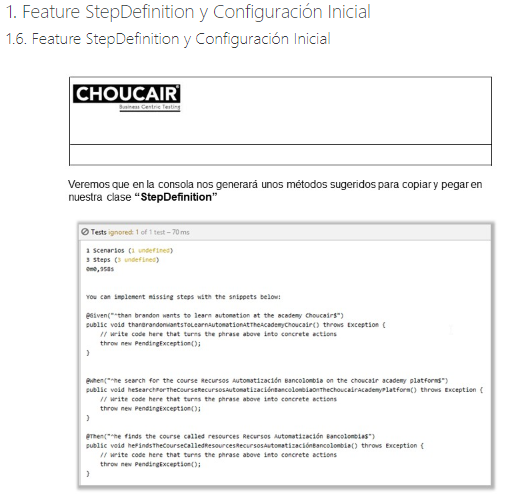 1. Feature StepDefinition y Configuración Inicial
1.6. Feature StepDefinition y Configuración Inicial
CHOUCAIR
Business Centric Testing
Veremos que en la consola nos generará unos métodos sugeridos para copiar y pegar en
nuestra clase “StepDefinition”
Tests ignored: 1 of 1 test – 70 ms
1 Scenarios (1 undefined)
3 Steps (3 undefined)
0m0,958s
You can implement missing steps with the snippets below:
@Given("^than brandon wants to learn automation at the academy Choucair$")
public void thanBrandonWantsToLearnAutomationAtTheAcademyChoucair() throws Exception {
// Write code here that turns the phrase above into concrete actions
throw new PendingException();
}
@When("^he search for the course Recursos Automatización Bancolombia on the choucair academy platform$")
public void heSearchForTheCourseRecursosAutomatizaciónBancolombiaOnTheChoucairAcademyPlatform() throws Exception {
// Write code here that turns the phrase above into concrete actions
throw new PendingException();
}
@Then("^he finds the course called resources Recursos Automatización Bancolombia$")
public void heFindsTheCourseCalledResourcesRecursosAutomatizaciónBancolombia() throws Exception {
// Write code here that turns the phrase above into concrete actions
throw new PendingException();
}